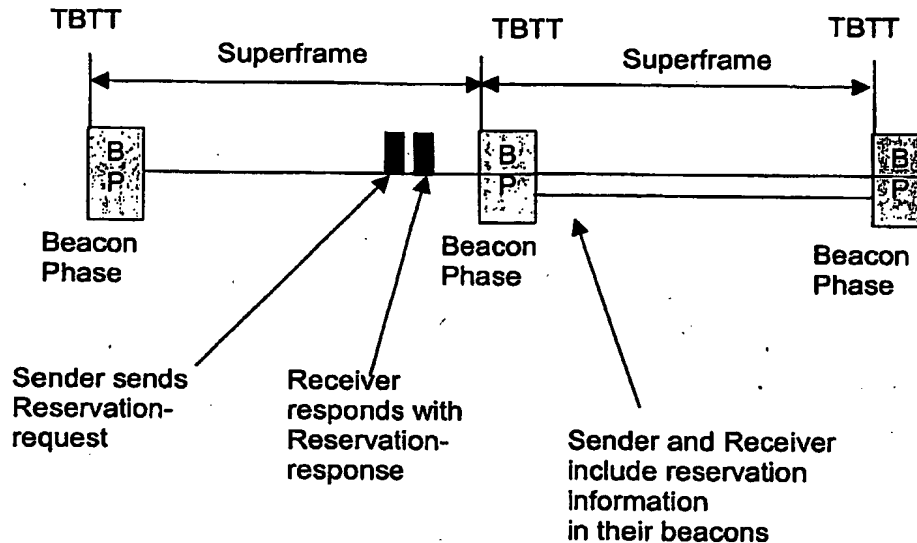 TBTT
TBTT
TBTT
Superframe
Superframe
B
P
B
P
B
P
Beacon
Phase
Beacon
Phase
Beacon
Phase
Sender sends
Reservation-
request
Receiver
responds with
Reservation-
response
Sender and Receiver
include reservation
information
in their beacons